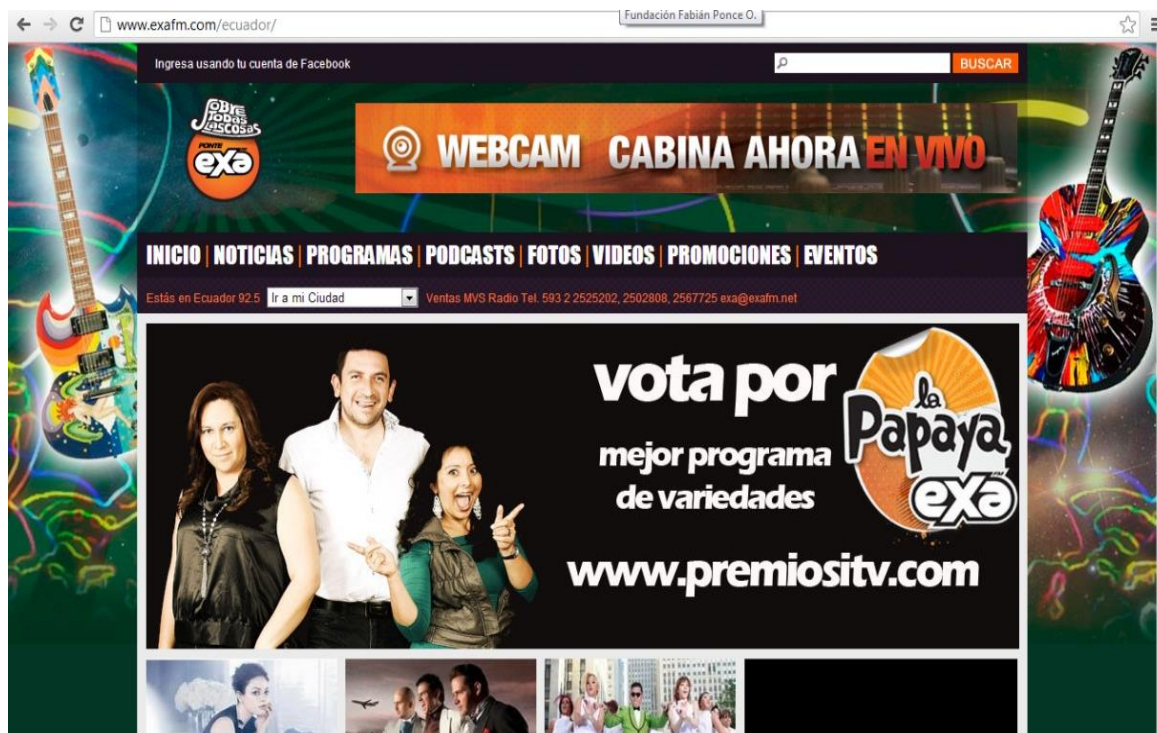 Fundación Fabián Ponce O.
www.exafm.com/ecuador/
Ingresa usando tu cuenta de Facebook
BUSCAR
SOBRE
TODAS
LAS COSAS
PONTE
exa
WEBCAM CABINA AHORA EN VIVO
INICIO | NOTICIAS | PROGRAMAS | PODCASTS | FOTOS | VIDEOS | PROMOCIONES | EVENTOS
Estás en Ecuador 92.5 Ir a mi Ciudad Ventas MVS Radio Tel. 593 2 2525202, 2502808, 2567725 exa@exafm.net
vota por
la
Papaya
exa
mejor programa
de variedades
www.premiositv.com